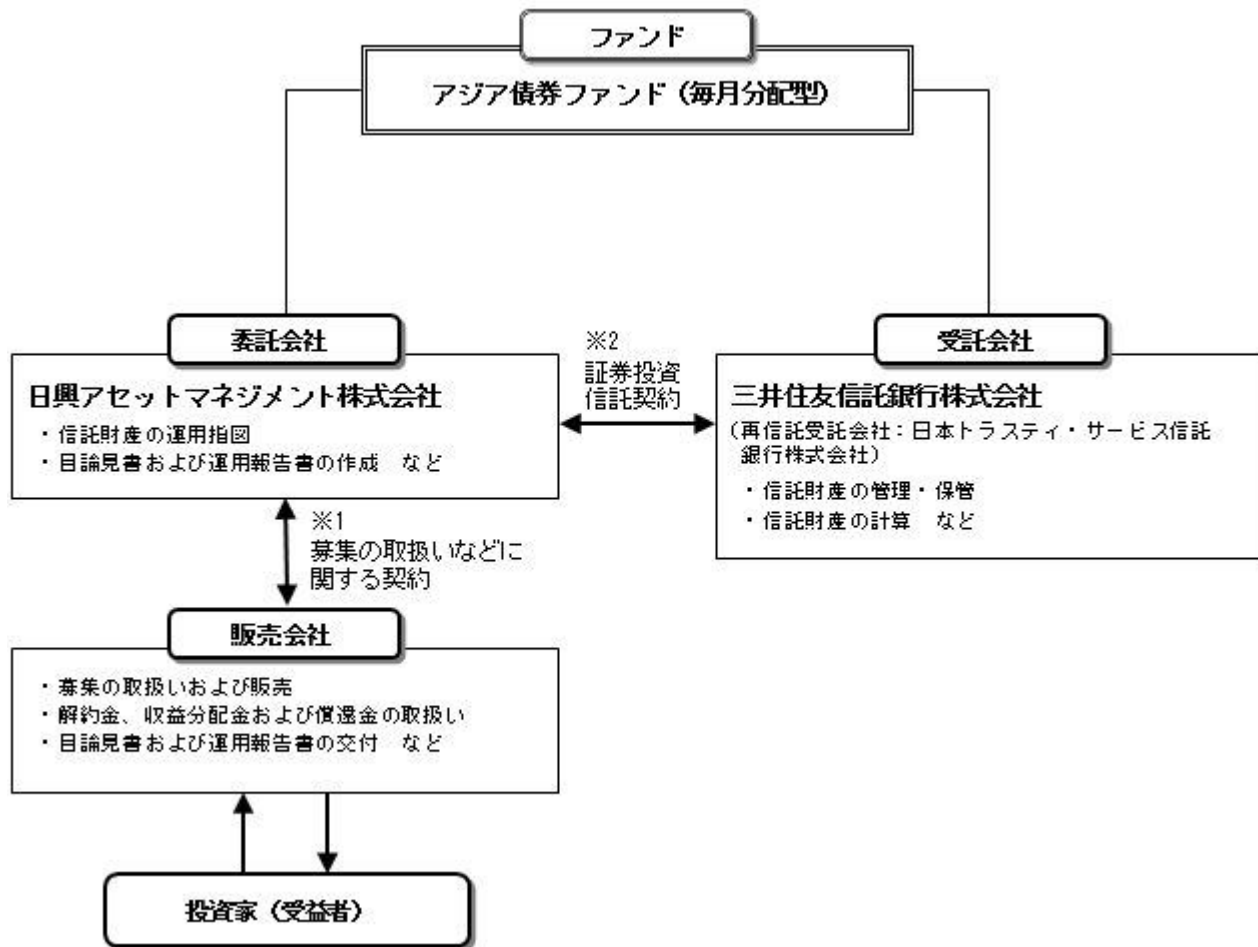 ファンド
アジア債券ファンド（毎月分配型）
委託会社
日興アセットマネジメント株式会社
・信託財産の運用指図
・目論見書および運用報告書の作成　など
※2
証券投資
信託契約
受託会社
三井住友信託銀行株式会社
（再信託受託会社：日本トラスティ・サービス信託
銀行株式会社）
・信託財産の管理・保管
・信託財産の計算　など
※1
募集の取扱いなどに
関する契約
販売会社
・募集の取扱いおよび販売
・解約金、収益分配金および償還金の取扱い
・目論見書および運用報告書の交付　など
投資家（受益者）